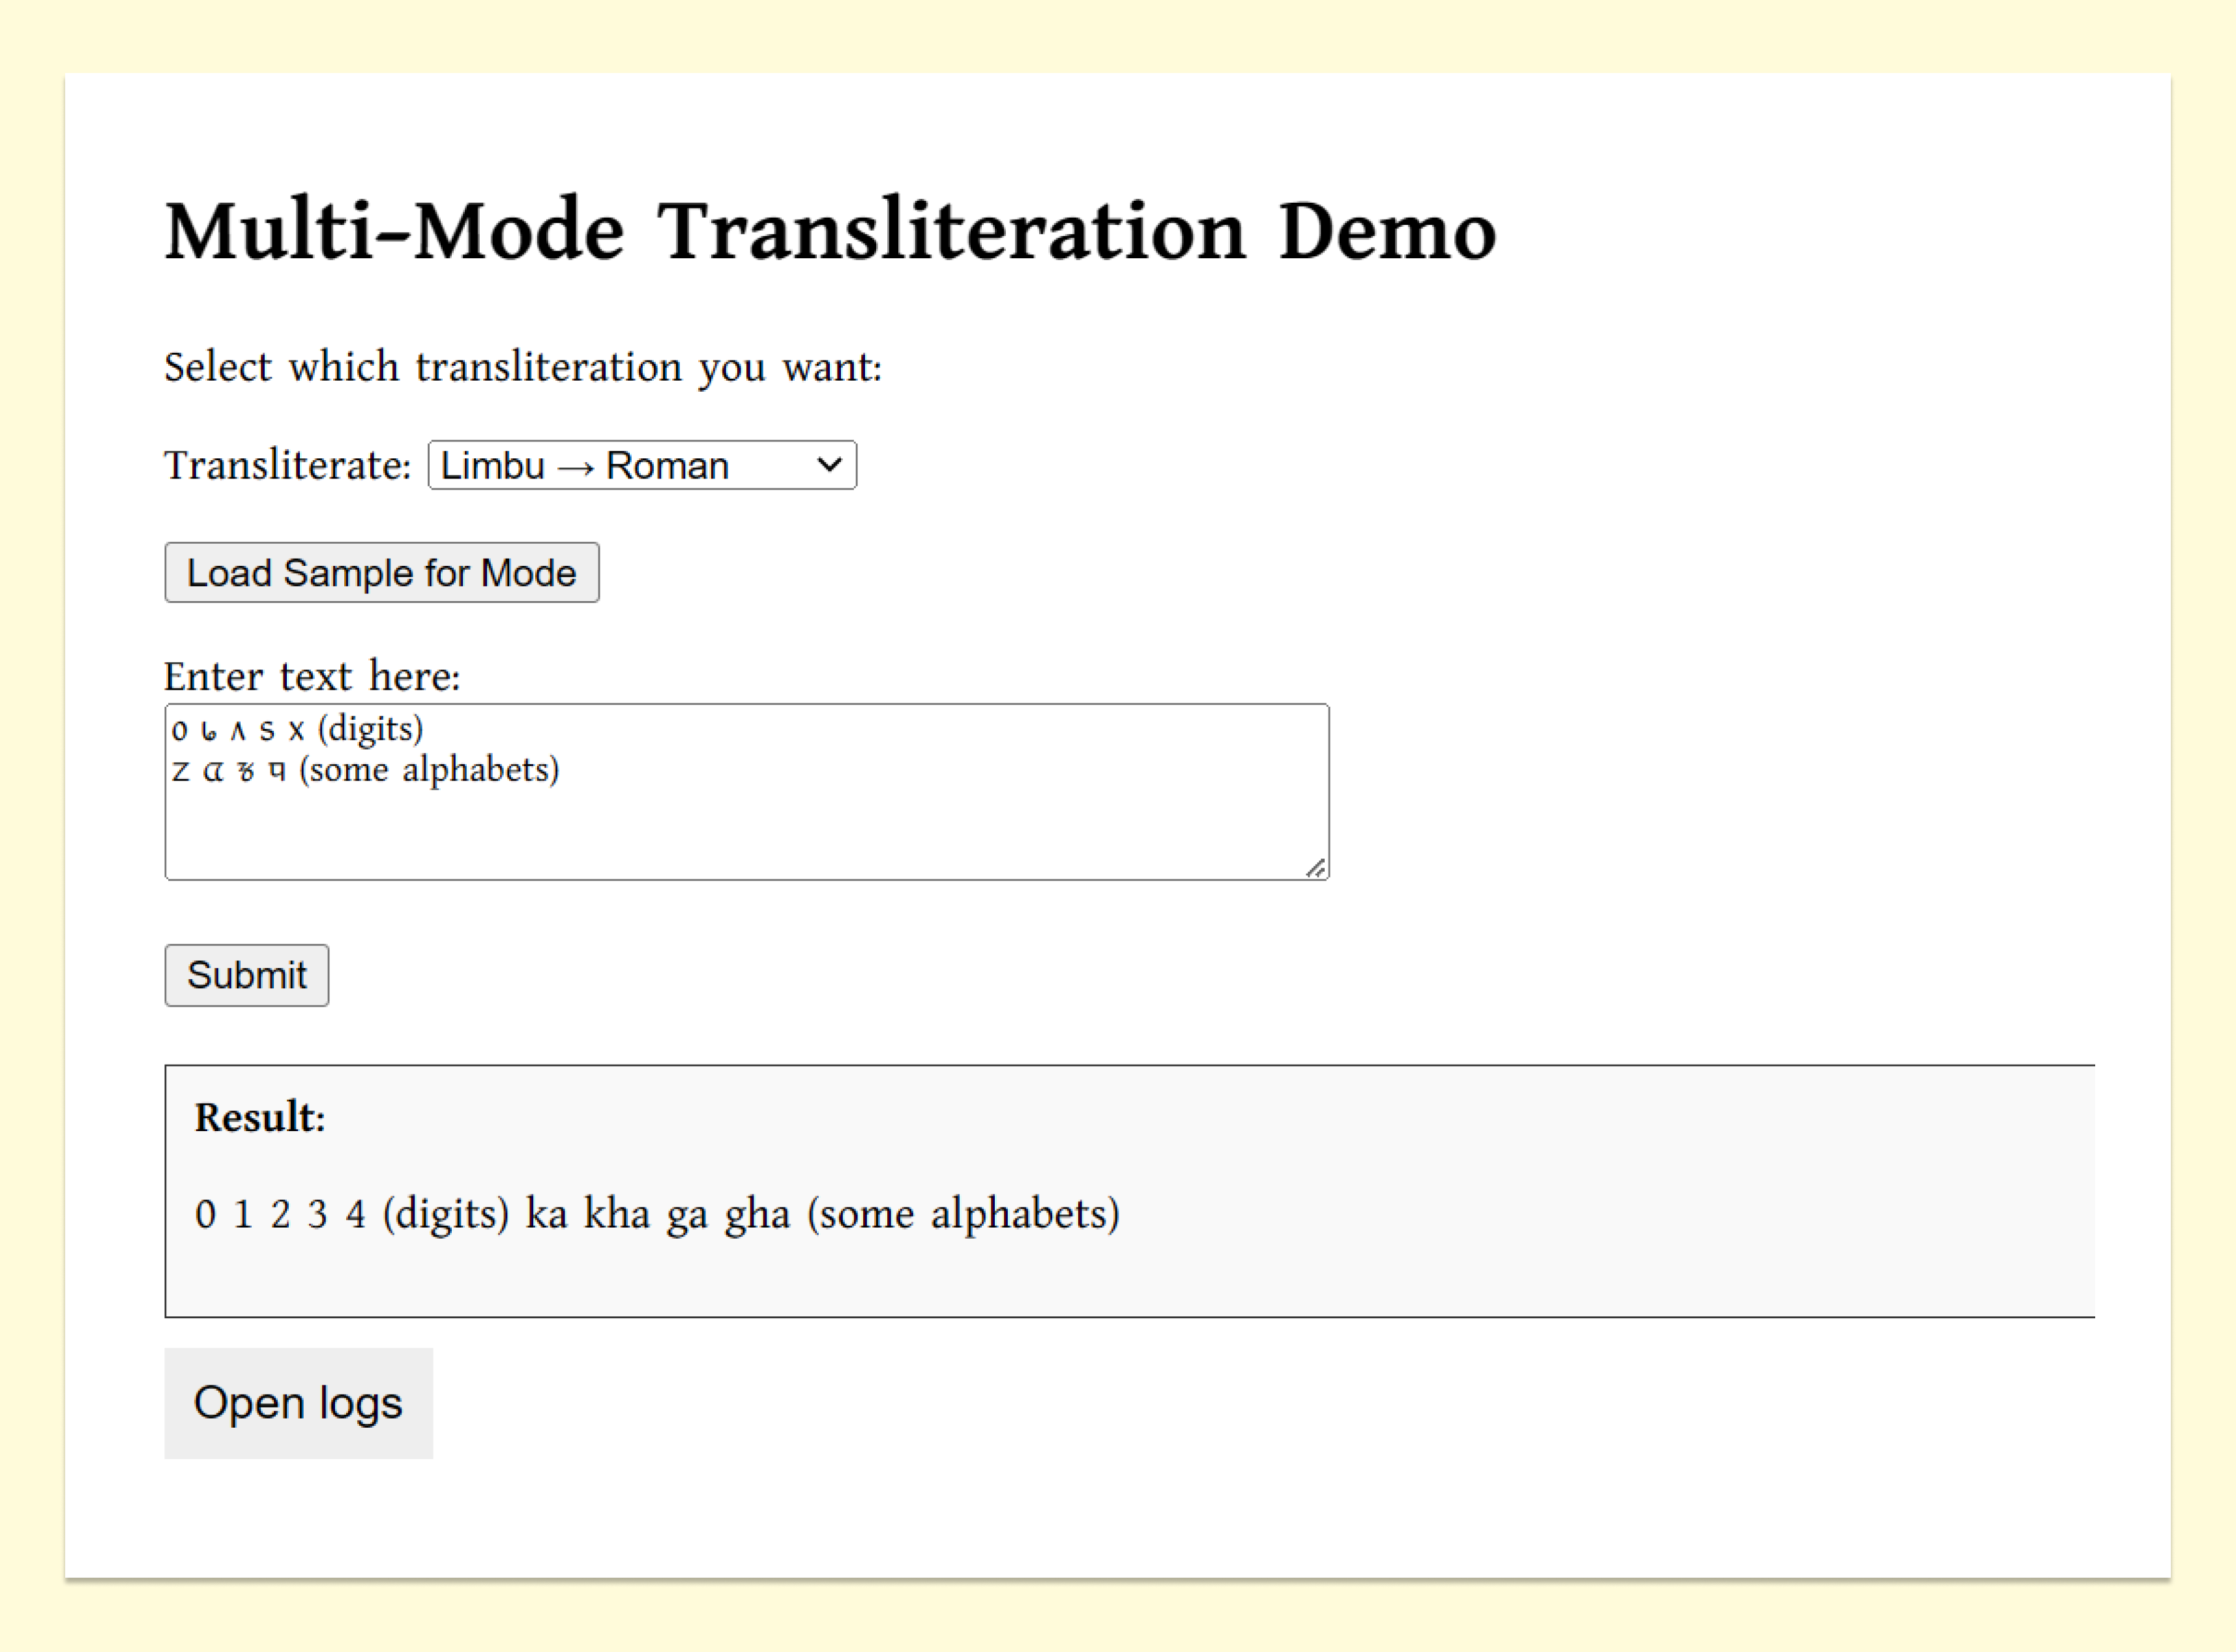 Multi-Mode Transliteration Demo
Select which transliteration you want:
Transliterate: Limbu → Roman
Load Sample for Mode
Enter text here:
᥆ ᥇ ᥈ ᥉ ᥊ (digits)
ᤁ ᤂ ᤃ ᤄ (some alphabets)
Submit
Result:
0 1 2 3 4 (digits) ka kha ga gha (some alphabets)
Open logs